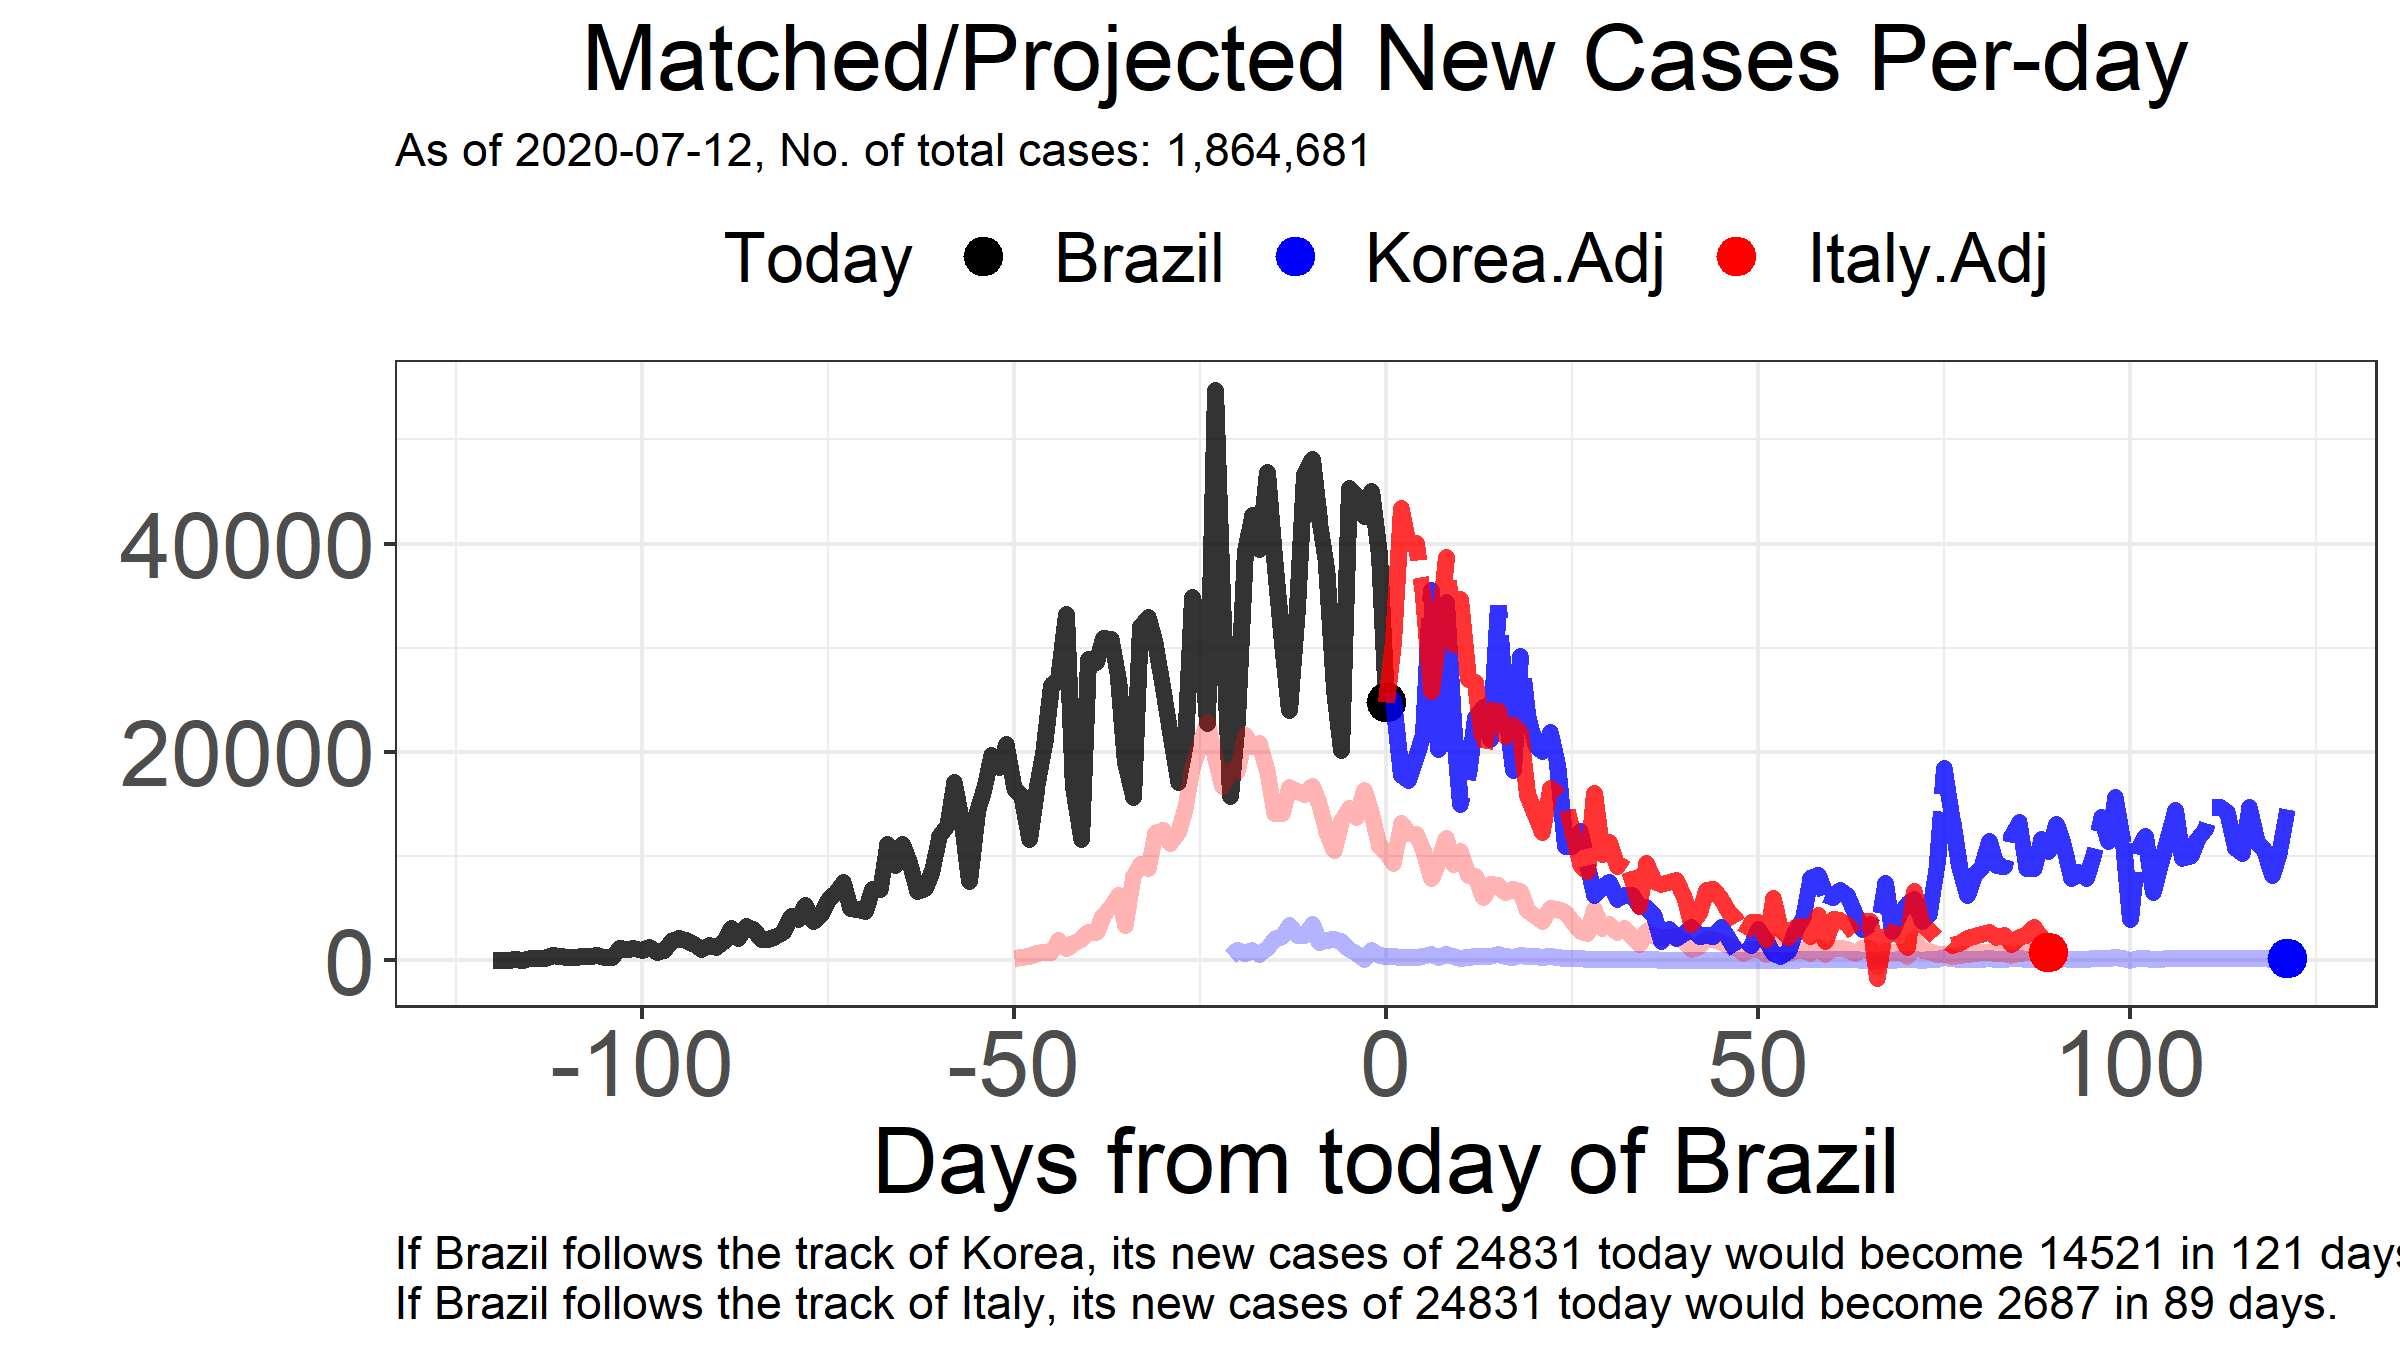 Matched/Projected New Cases Per-day
As of 2020-07-12, No. of total cases: 1,864,681
Today Brazil Korea.Adj Italy.Adj
40000
20000
0
-100 -50 0 50 100
Days from today of Brazil
If Brazil follows the track of Korea, its new cases of 24831 today would become 14521 in 121 days
If Brazil follows the track of Italy, its new cases of 24831 today would become 2687 in 89 days.